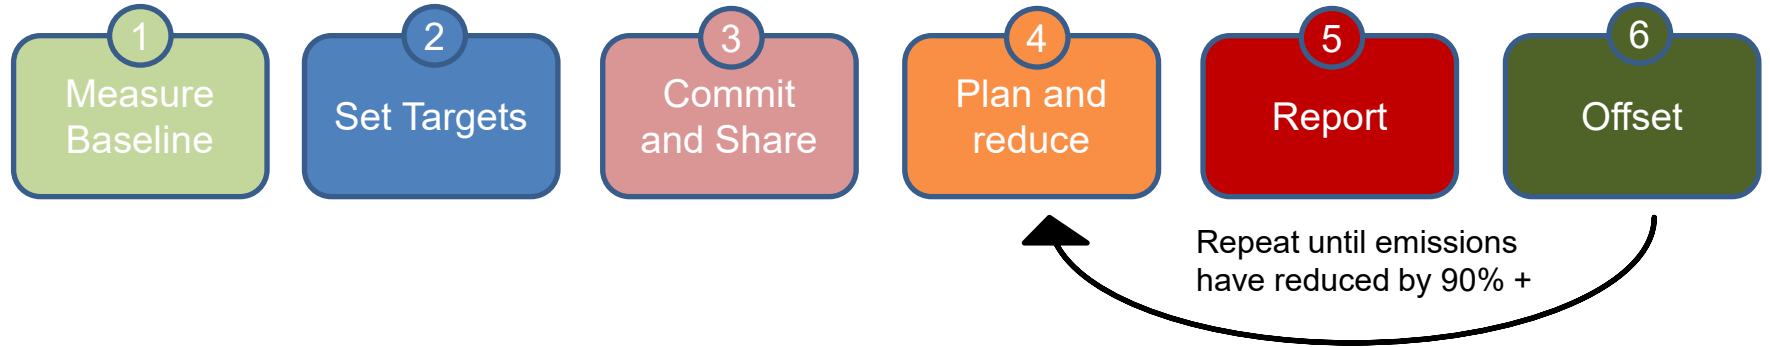 1
Measure
Baseline
2
Set Targets
3
Commit
and Share
4
Plan and
reduce
5
Report
6
Offset
Repeat until emissions
have reduced by 90% +